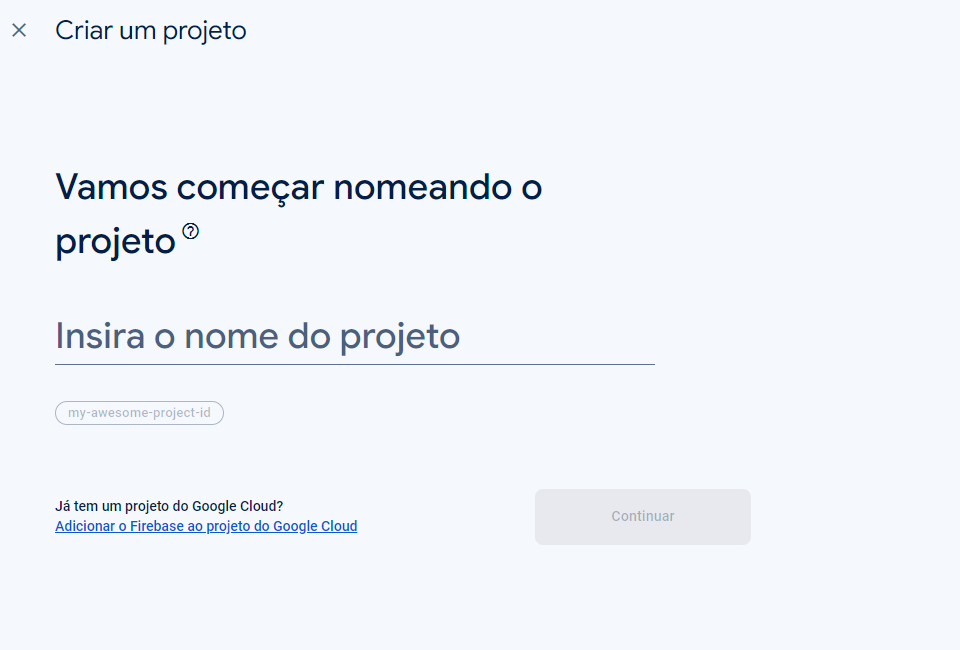 Criar um projeto
Vamos começar nomeando o
projeto
Insira o nome do projeto
my-awesome-project-id
Já tem um projeto do Google Cloud?
Adicionar o Firebase ao projeto do Google Cloud
Continuar